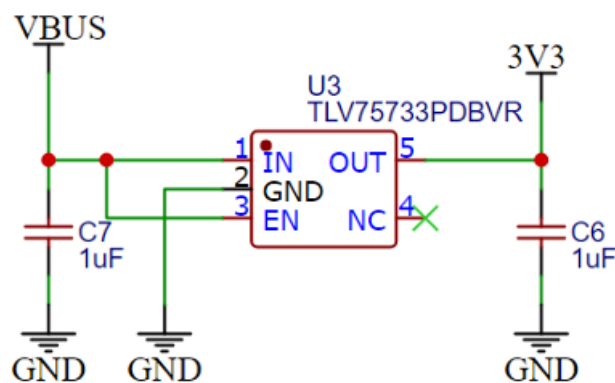 VBUS
3V3
U3
TLV75733PDBVR
1
IN
OUT
5
2
GND
3
EN
NC
4
C7
1uF
C6
1uF
GND
GND
GND